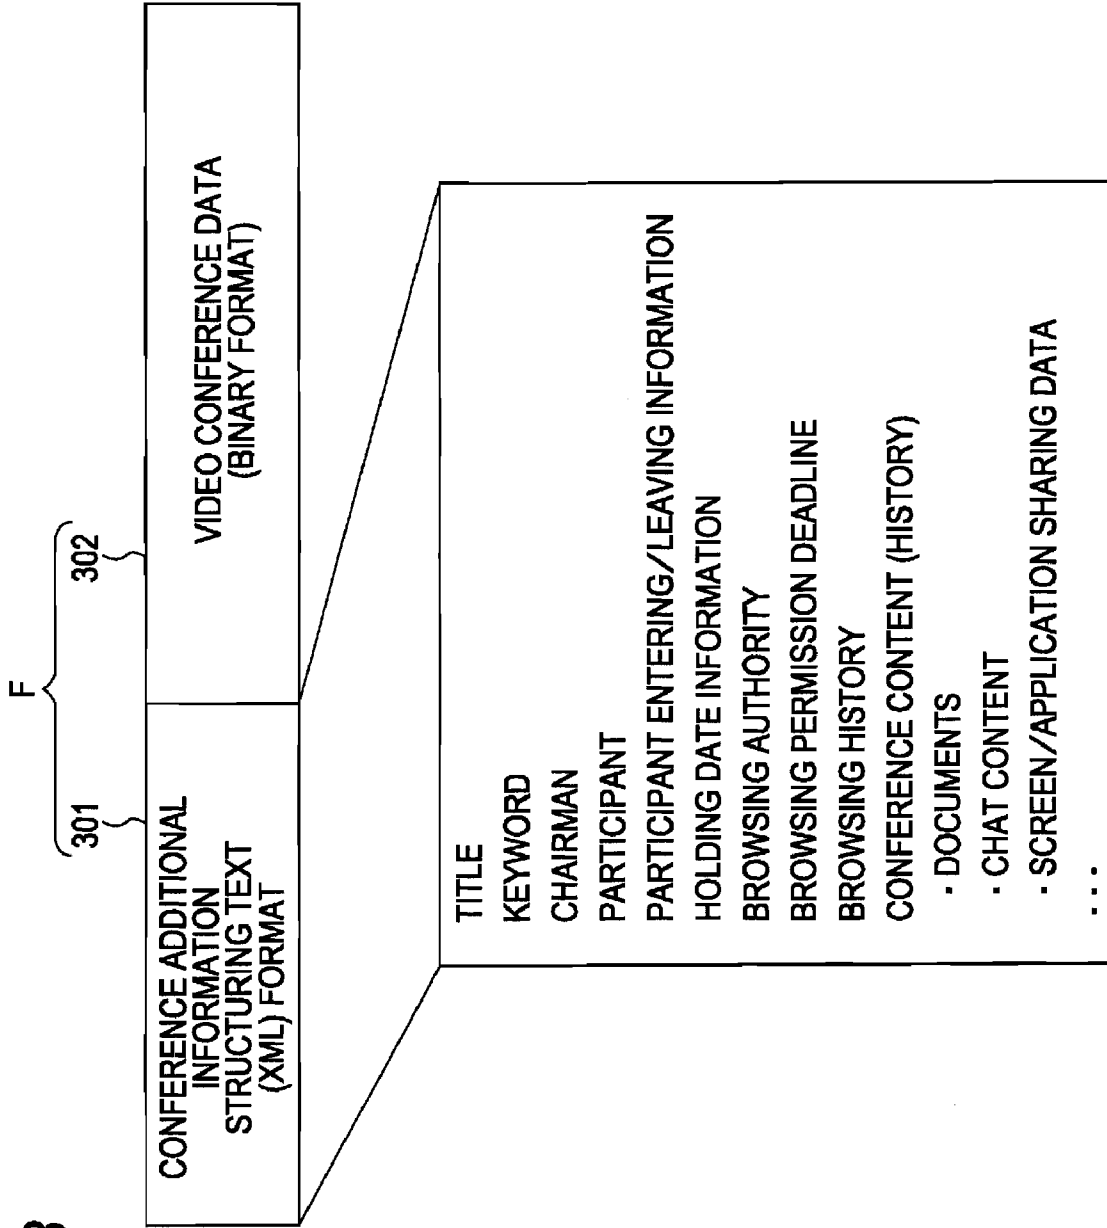 F
301
302
CONFERENCE ADDITIONAL
INFORMATION
STRUCTURING TEXT
(XML) FORMAT
VIDEO CONFERENCE DATA
(BINARY FORMAT)
TITLE
KEYWORD
CHAIRMAN
PARTICIPANT
PARTICIPANT ENTERING/LEAVING INFORMATION
HOLDING DATE INFORMATION
BROWSING AUTHORITY
BROWSING PERMISSION DEADLINE
BROWSING HISTORY
CONFERENCE CONTENT (HISTORY)
· DOCUMENTS
· CHAT CONTENT
· SCREEN/APPLICATION SHARING DATA
...